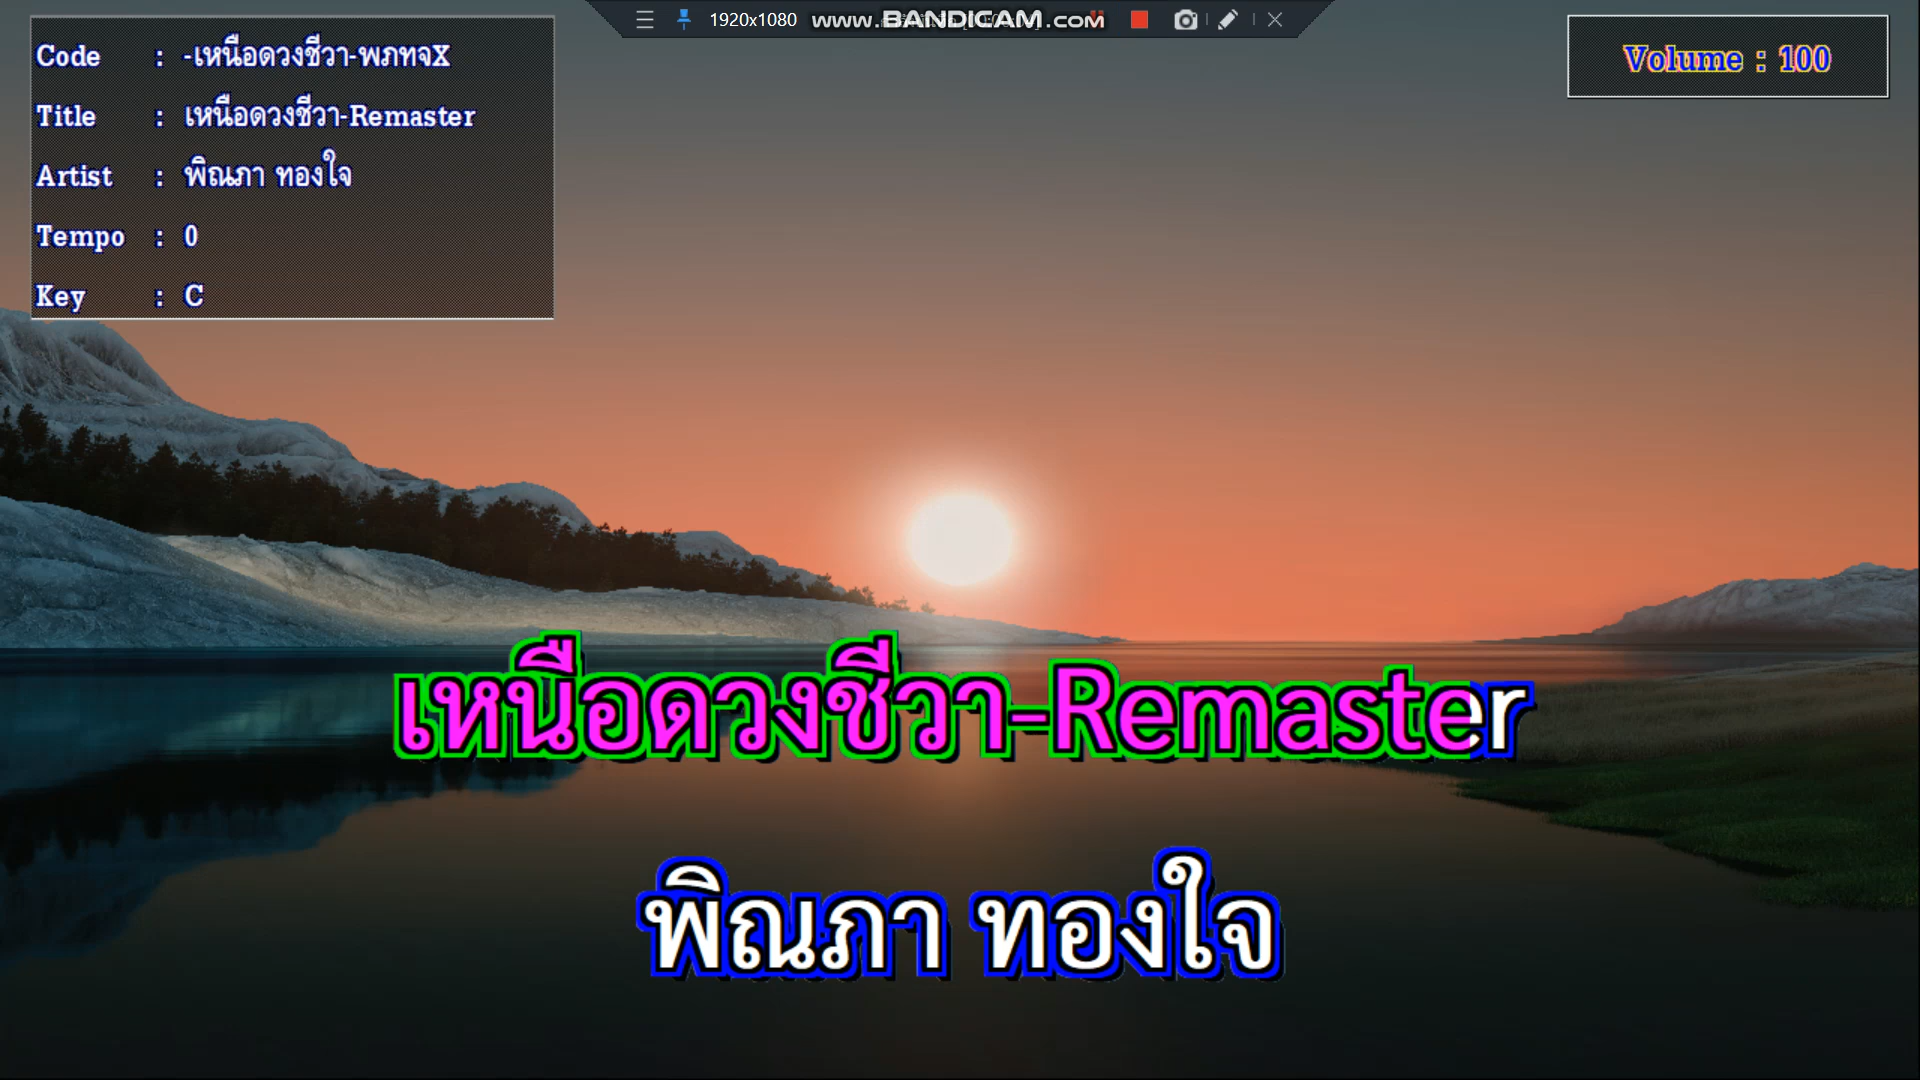 1920x1080 www.BANDICAM.com
Code : -เหนือดวงชีวา-พภทจX
Title : เหนือดวงชีวา-Remaster
Artist : พิณภา ทองใจ
Tempo : 0
Key : C
Volume : 100
เหนือดวงชีวา-Remaster
พิณภา ทองใจ